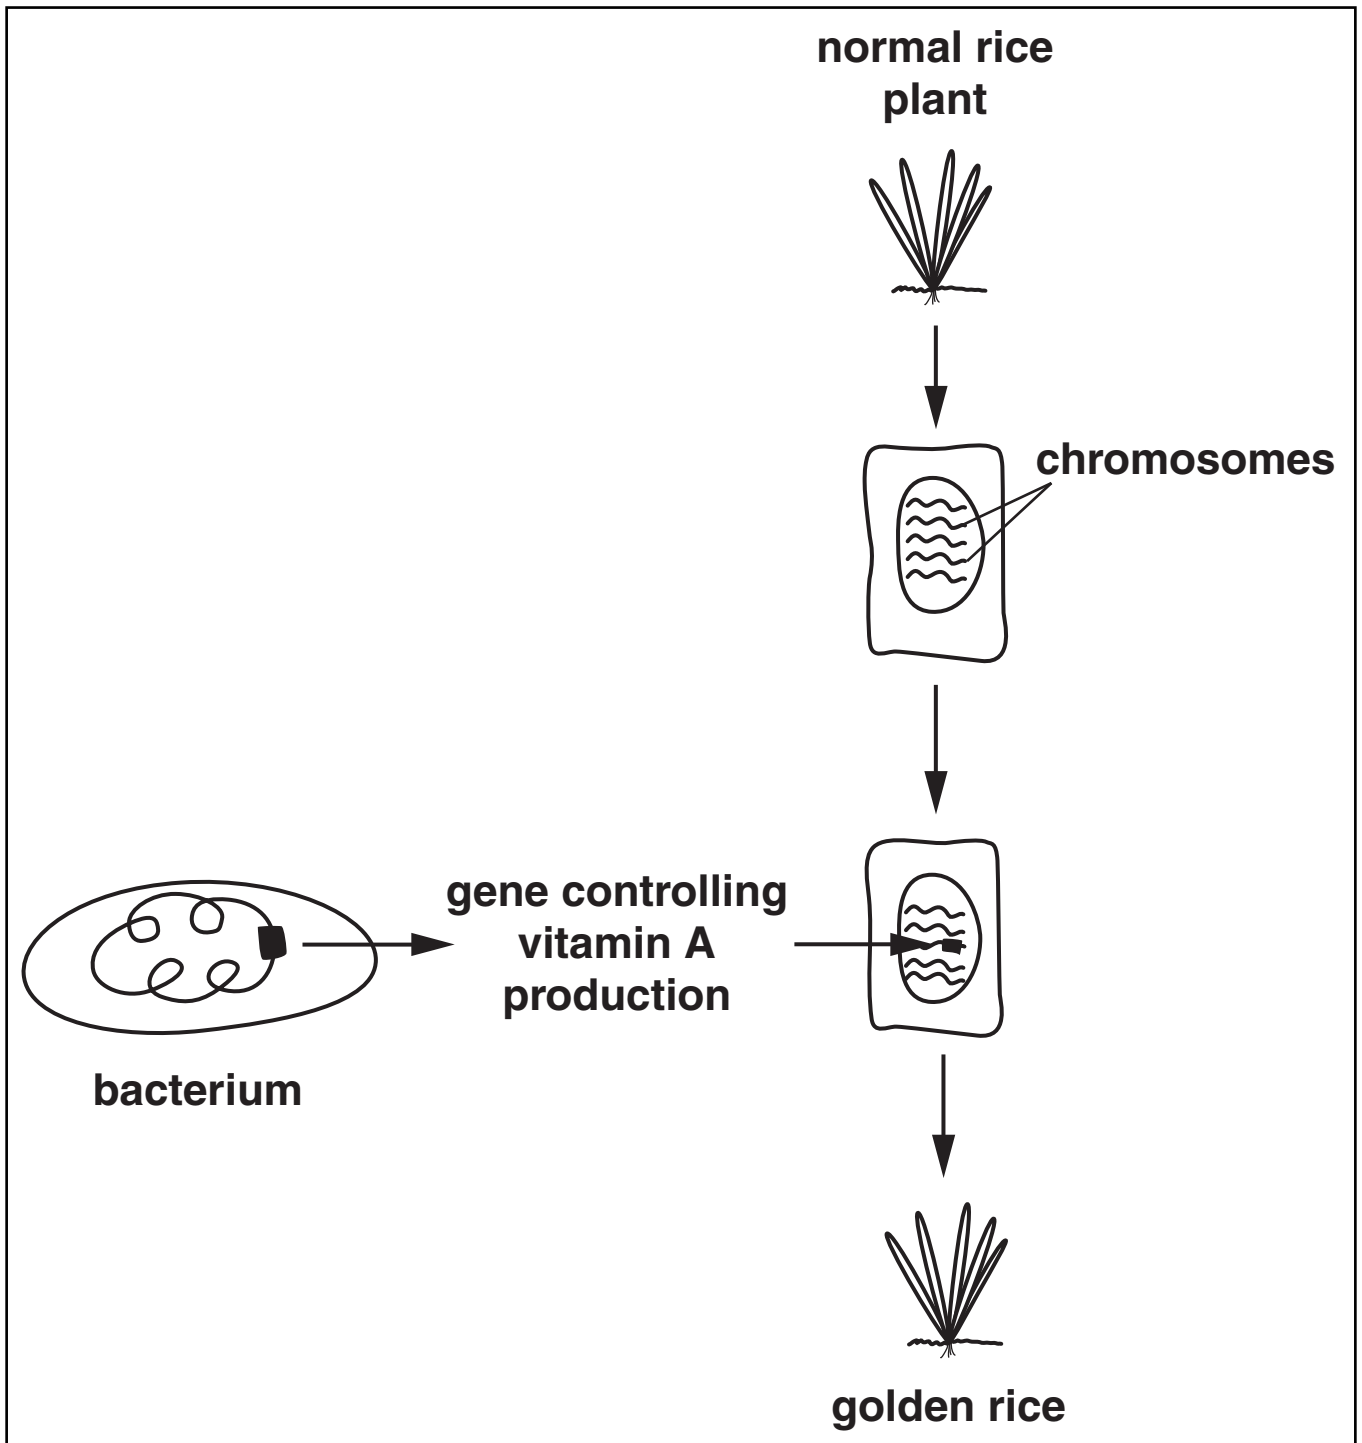 normal rice
plant
chromosomes
gene controlling
vitamin A
production
bacterium
golden rice